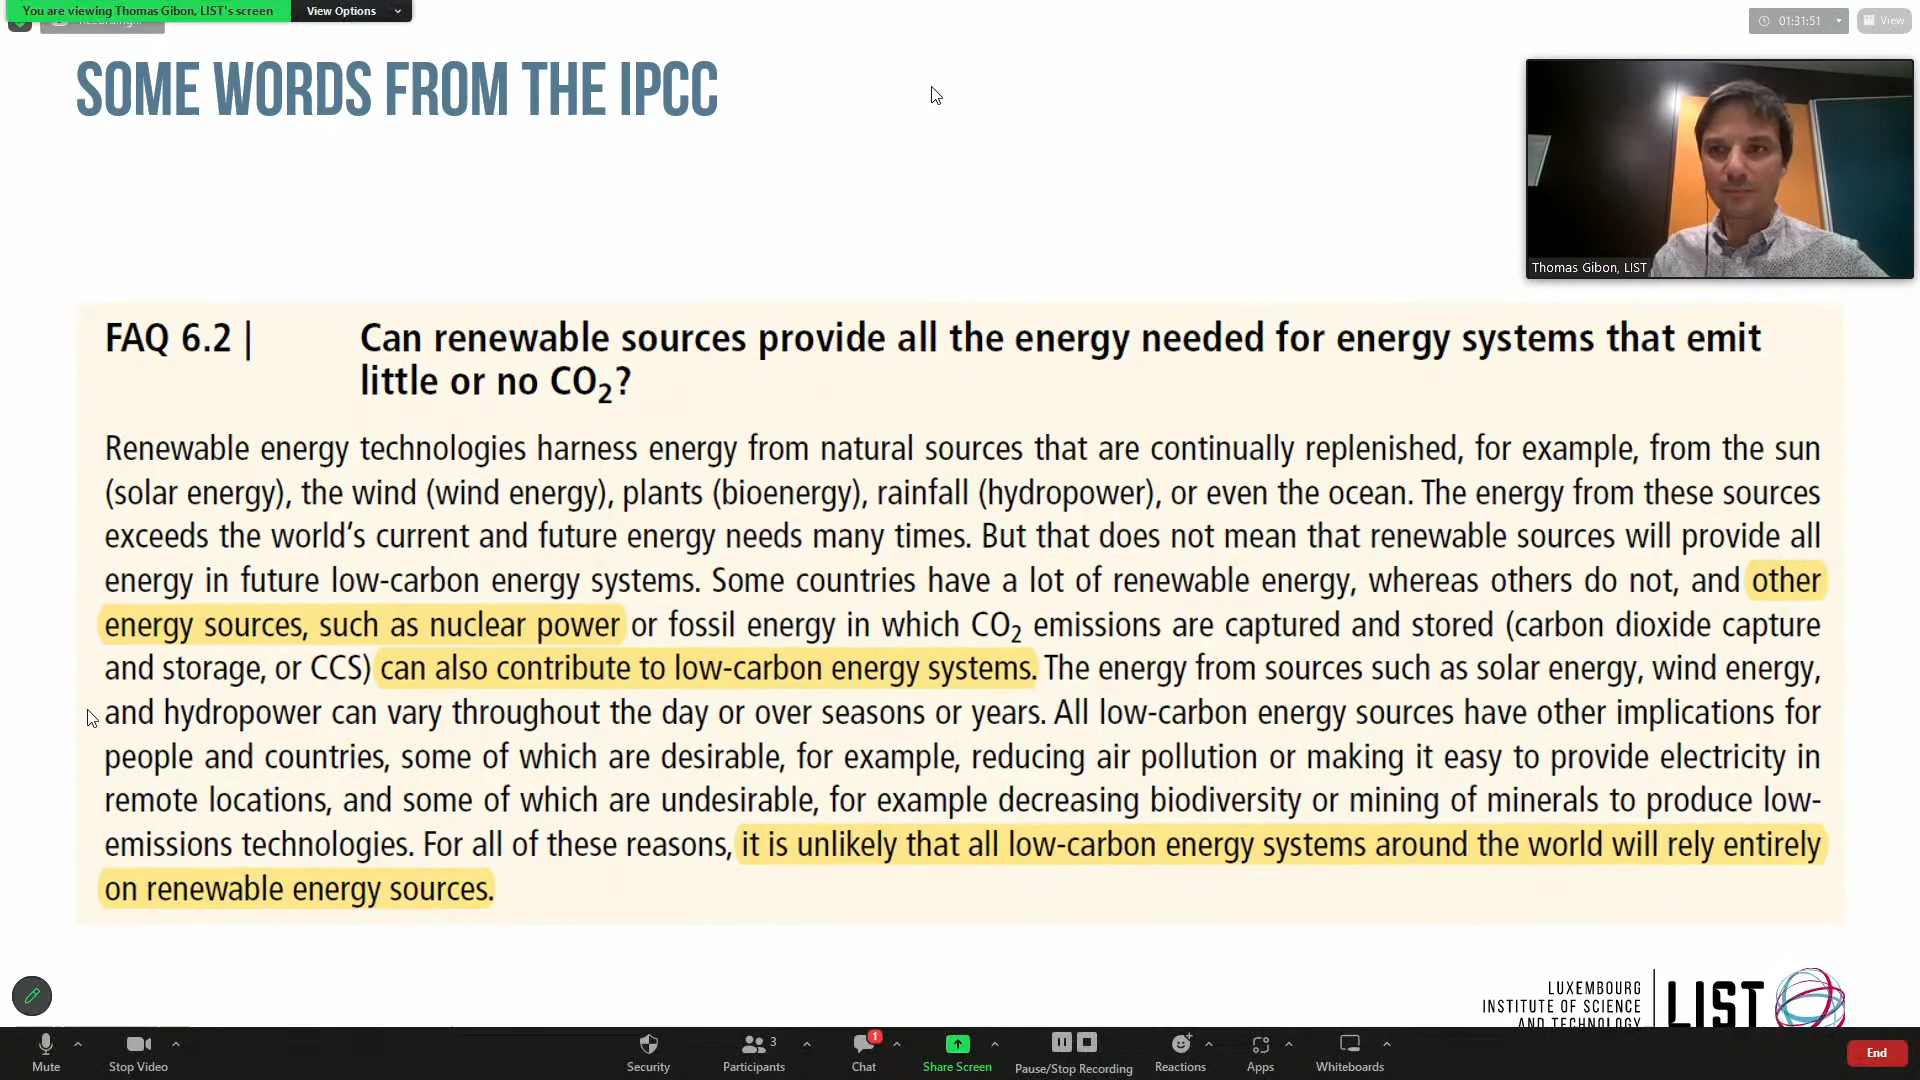 You are viewing Thomas Gibon, LIST's screen
View Options
Recording...
01:31:51
View
SOME WORDS FROM THE IPCC
Thomas Gibon, LIST
FAQ 6.2 | Can renewable sources provide all the energy needed for energy systems that emit
little or no CO₂?
Renewable energy technologies harness energy from natural sources that are continually replenished, for example, from the sun
(solar energy), the wind (wind energy), plants (bioenergy), rainfall (hydropower), or even the ocean. The energy from these sources
exceeds the world's current and future energy needs many times. But that does not mean that renewable sources will provide all
energy in future low-carbon energy systems. Some countries have a lot of renewable energy, whereas others do not, and other
energy sources, such as nuclear power or fossil energy in which CO₂ emissions are captured and stored (carbon dioxide capture
and storage, or CCS) can also contribute to low-carbon energy systems. The energy from sources such as solar energy, wind energy,
and hydropower can vary throughout the day or over seasons or years. All low-carbon energy sources have other implications for
people and countries, some of which are desirable, for example, reducing air pollution or making it easy to provide electricity in
remote locations, and some of which are undesirable, for example decreasing biodiversity or mining of minerals to produce low-
emissions technologies. For all of these reasons, it is unlikely that all low-carbon energy systems around the world will rely entirely
on renewable energy sources.
LUXEMBOURG
INSTITUTE OF SCIENCE
AND TECHNOLOGY
LIST
Mute
Stop Video
Security
3
Participants
1
Chat
Share Screen
Pause/Stop Recording
Reactions
Apps
Whiteboards
End